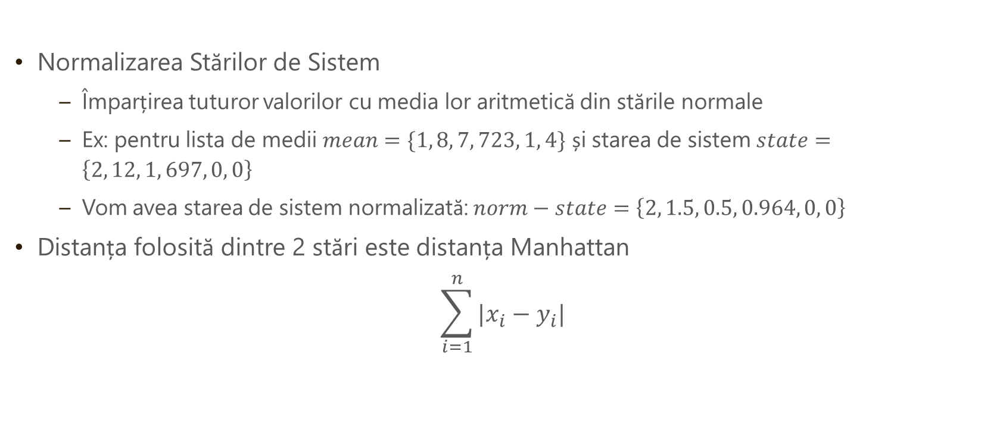 • Normalizarea Stărilor de Sistem
– Împarțirea tuturor valorilor cu media lor aritmetică din stările normale
– Ex: pentru lista de medii mean = {1, 8, 7, 723, 1, 4} și starea de sistem state =
{2, 12, 1, 697, 0, 0}
– Vom avea starea de sistem normalizată: norm − state = {2, 1.5, 0.5, 0.964, 0, 0}
• Distanța folosită dintre 2 stări este distanța Manhattan
n
∑ |xᵢ − yᵢ|
i=1